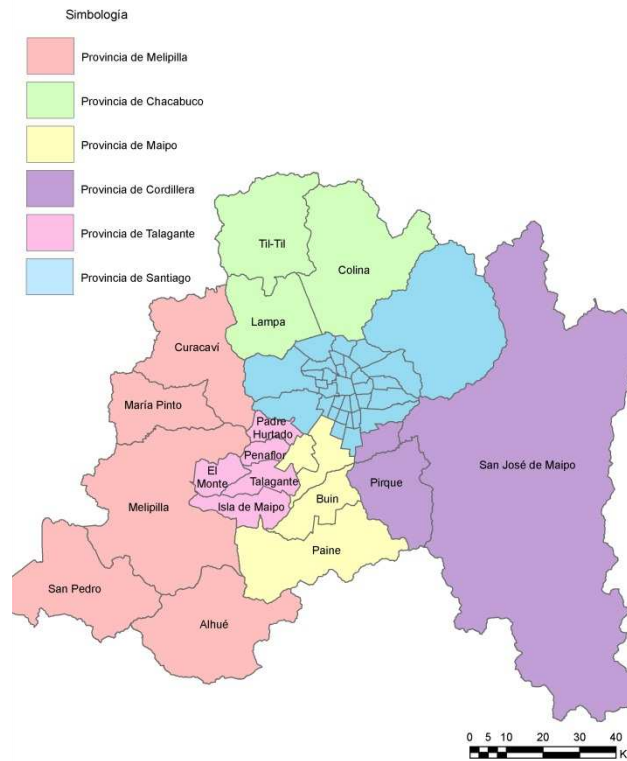 Simbología
Provincia de Melipilla
Provincia de Chacabuco
Provincia de Maipo
Provincia de Cordillera
Provincia de Talagante
Provincia de Santiago
Til-Til
Colina
Lampa
Curacaví
María Pinto
Padre
Hurtado
Penaflor
El
Monte
Talagante
San José de Maipo
Pirque
Melipilla
Isla de Maipo
Buin
Paine
San Pedro
Alhué
0 5 10 20 30 40
K